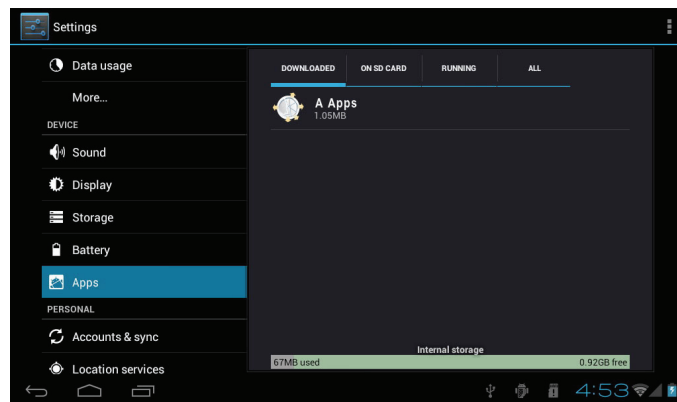 Settings
Data usage
More...
DEVICE
Sound
Display
Storage
Battery
Apps
PERSONAL
Accounts & sync
Location services
DOWNLOADED ON SD CARD RUNNING ALL
A Apps
1.05MB
Internal storage
67MB used 0.92GB free
4:53